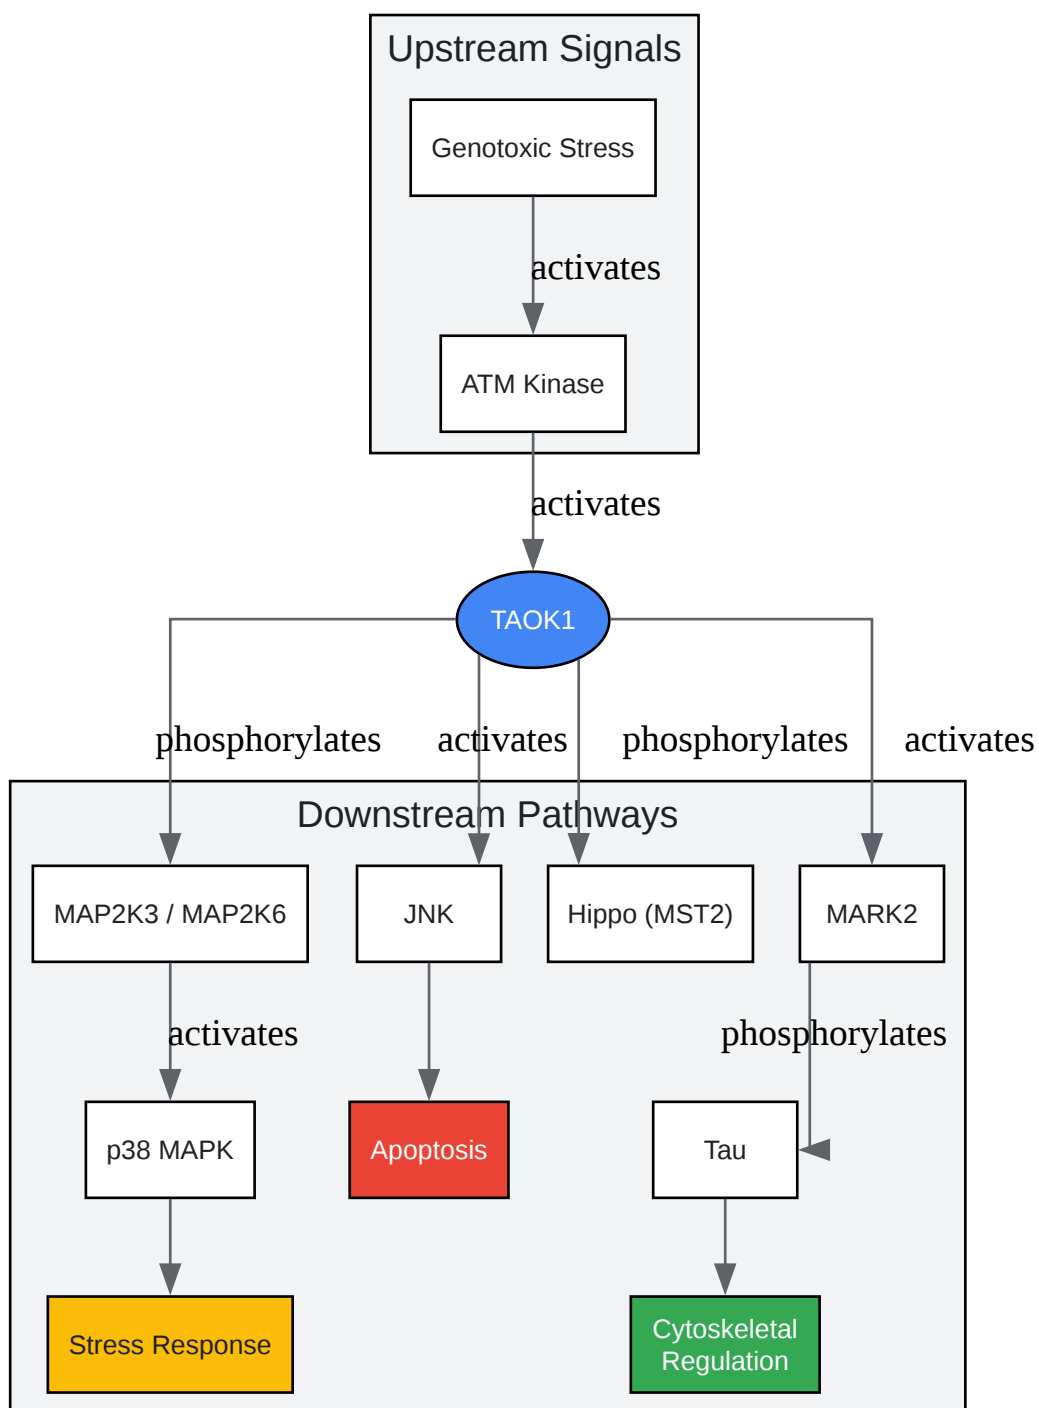 Upstream Signals
Genotoxic Stress
activates
ATM Kinase
activates
TAOK1
phosphorylates
activates
phosphorylates
activates
Downstream Pathways
MAP2K3 / MAP2K6
JNK
Hippo (MST2)
MARK2
activates
phosphorylates
p38 MAPK
Apoptosis
Tau
Stress Response
Cytoskeletal
Regulation